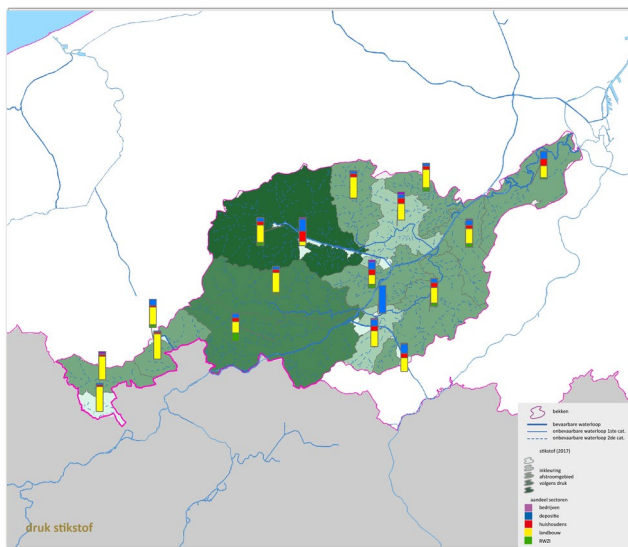 bekken
bevaarbare waterloop
onbevaarbare waterloop 1ste cat.
onbevaarbare waterloop 2de cat.
stikstof (2017)
inkleuring
afstroomgebied
volgens druk
aandeel sectoren
bedrijven
depositie
huishoudens
landbouw
RWZI
druk stikstof